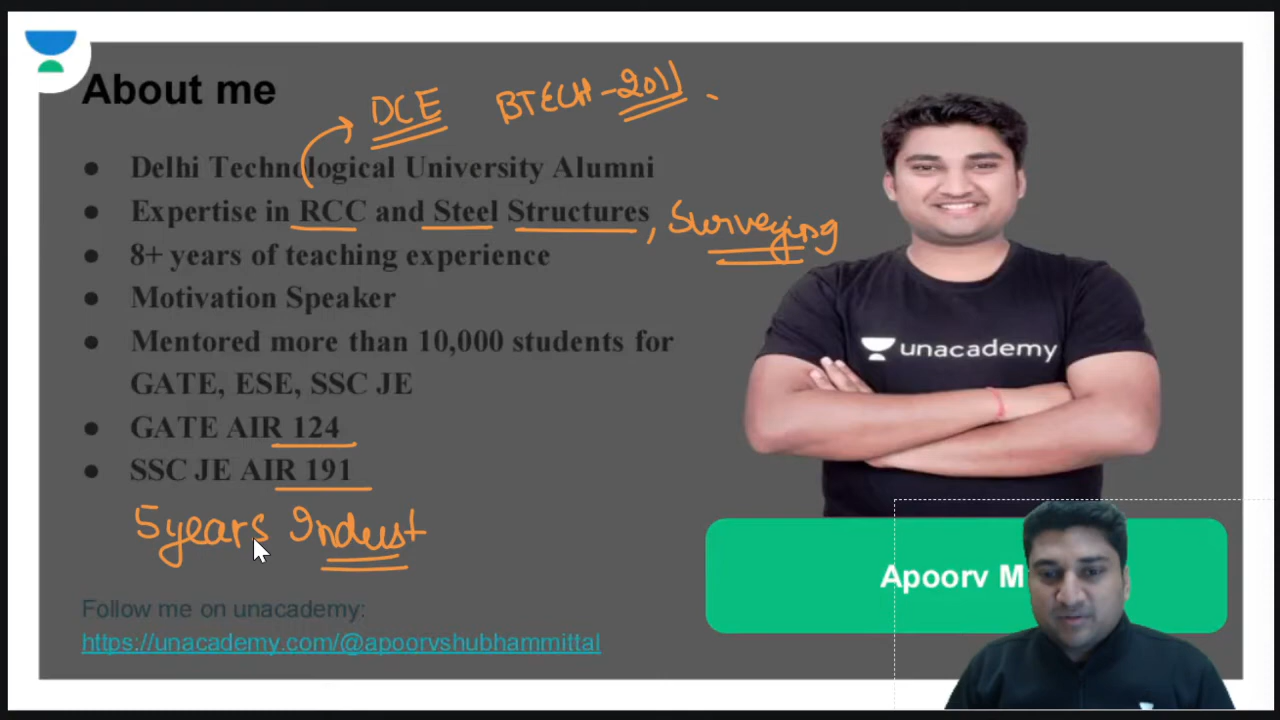 About me
DCE BTECH-2011
Delhi Technological University Alumni
Expertise in RCC and Steel Structures, Surveying
8+ years of teaching experience
Motivation Speaker
Mentored more than 10,000 students for
GATE, ESE, SSC JE
GATE AIR 124
SSC JE AIR 191
5 years Indust
Follow me on unacademy:
https://unacademy.com/@apoorvshubhammittal
unacademy
Apoorv M